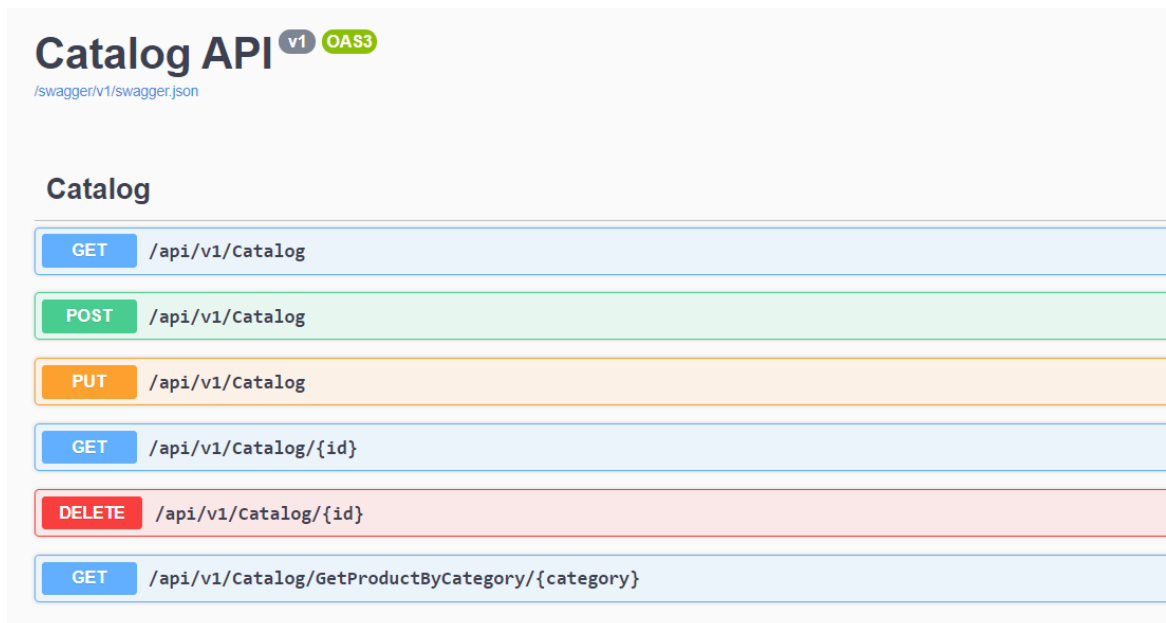 Catalog API v1 OAS3
/swagger/v1/swagger.json
Catalog
GET /api/v1/Catalog
POST /api/v1/Catalog
PUT /api/v1/Catalog
GET /api/v1/Catalog/{id}
DELETE /api/v1/Catalog/{id}
GET /api/v1/Catalog/GetProductByCategory/{category}